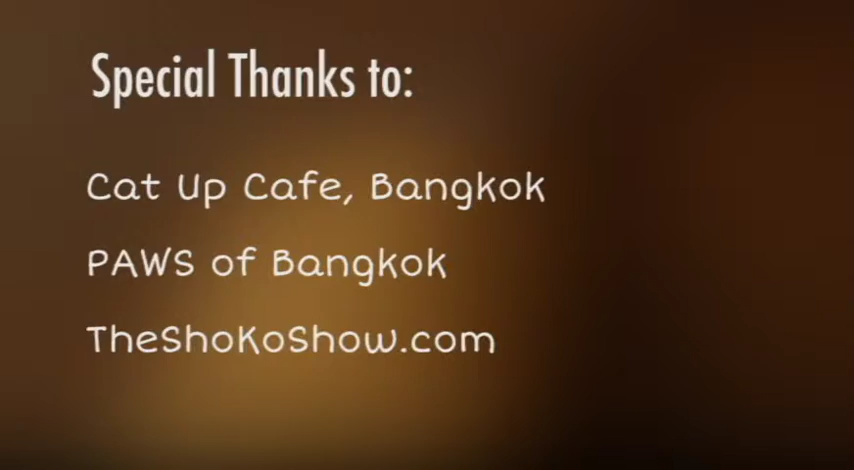 Special Thanks to:
Cat Up Cafe, Bangkok
PAWS of Bangkok
TheShoKoShow.com